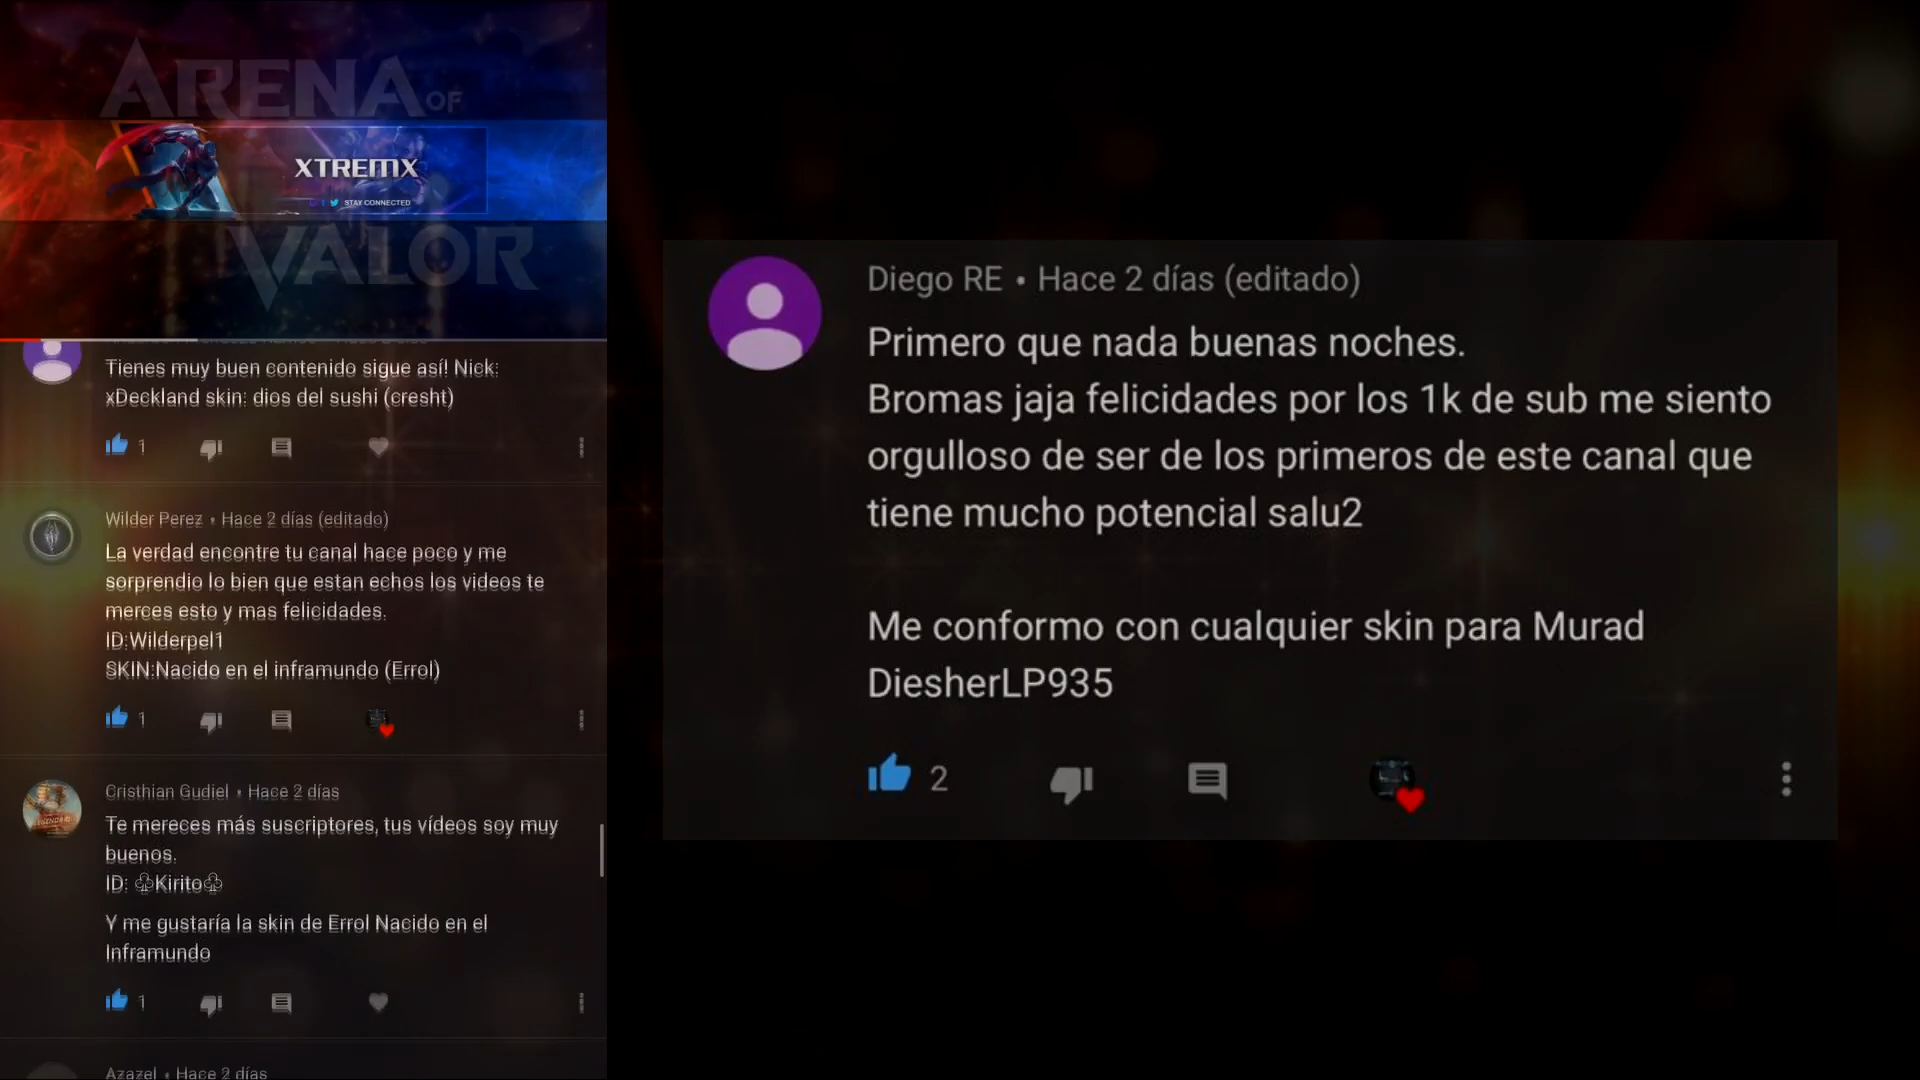 ARENA OF
XTREMX
STAY CONNECTED
VALOR
Tienes muy buen contenido sigue así! Nick:
xDeckland skin: dios del sushi (cresht)
1
Wilder Perez • Hace 2 días (editado)
La verdad encontre tu canal hace poco y me
sorprendio lo bien que estan echos los videos te
merces esto y mas felicidades.
ID:Wilderpel1
SKIN:Nacido en el inframundo (Errol)
1
Cristhian Gudiel • Hace 2 días
Te mereces más suscriptores, tus vídeos soy muy
buenos.
ID: ♧Kirito♧
Y me gustaría la skin de Errol Nacido en el
Inframundo
1
Azazel • Hace 2 días
Diego RE • Hace 2 días (editado)
Primero que nada buenas noches.
Bromas jaja felicidades por los 1k de sub me siento
orgulloso de ser de los primeros de este canal que
tiene mucho potencial salu2
Me conformo con cualquier skin para Murad
DiesherLP935
2